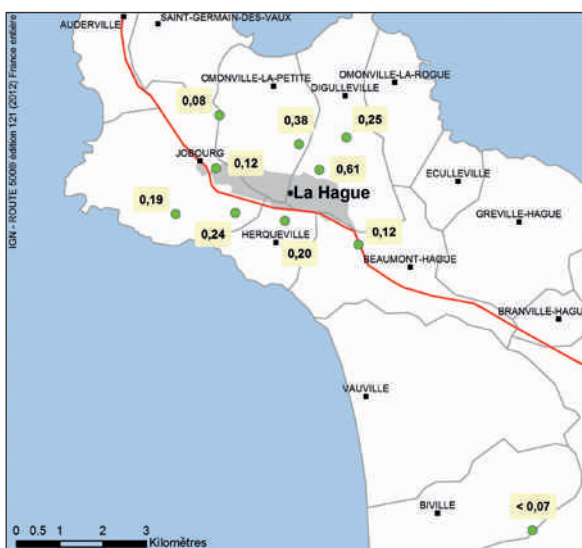 AUDERVILLE
SAINT-GERMAIN-DES-VAUX
IGN - ROUTE 500® édition 121 (2012) France entière
OMONVILLE-LA-PETITE
OMONVILLE-LA-ROGUE
DIGULLEVILLE
0,08
0,38
0,25
JOBOURG
0,12
0,61
ECULLEVILLE
La Hague
0,19
GREVILLE-HAGUE
0,24
HERQUEVILLE
0,20
0,12
BEAUMONT-HAGUE
BRANVILLE-HAGU
VAUVILLE
BIVILLE
< 0,07
0 0.5 1 2 3
Kilomètres